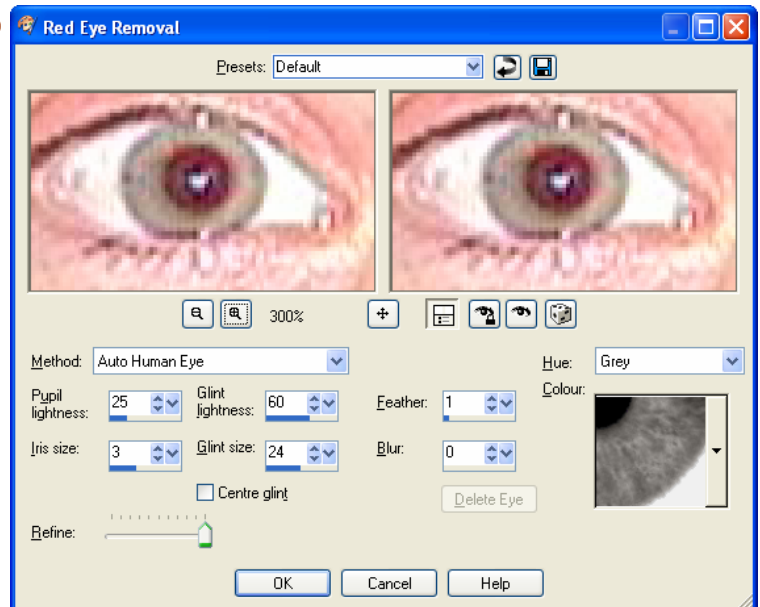 Red Eye Removal
Presets: Default
300%
Method: Auto Human Eye
Hue: Grey
Pupil lightness: 25
Glint lightness: 60
Feather: 1
Colour:
Iris size: 3
Glint size: 24
Blur: 0
Centre glint
Delete Eye
Refine:
OK Cancel Help